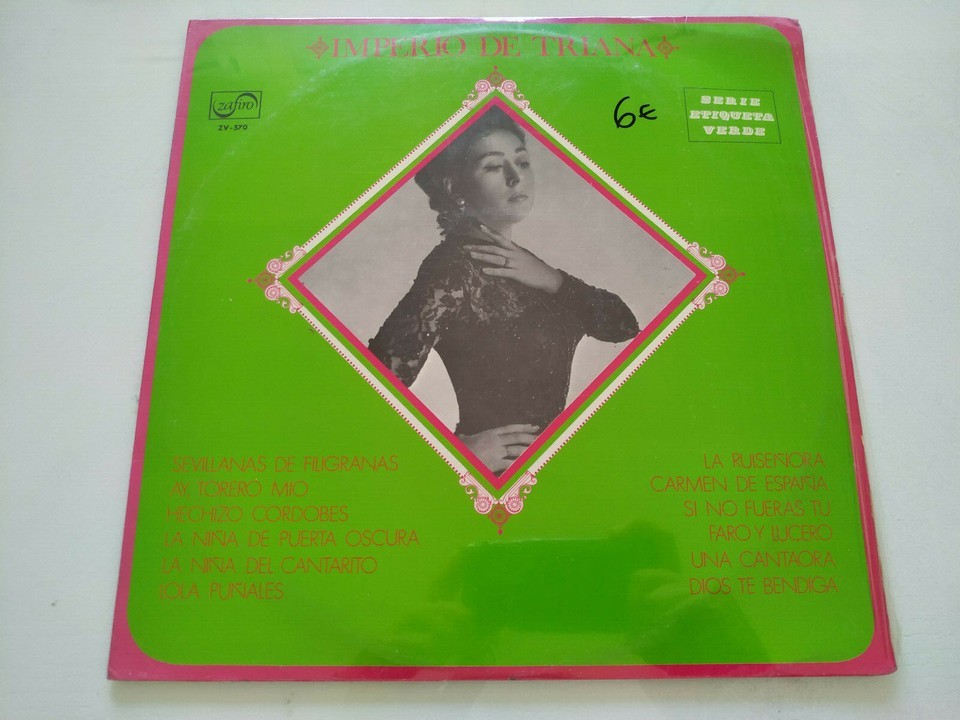 IMPERIO DE TRIANA
zafiro
ZV-570
6€
SERIE
ETIQUETA
VERDE
SEVILLANAS DE FILIGRANAS
AY, TORERO MIO
HECHIZO CORDOBES
LA NIÑA DE PUERTA OSCURA
LA NIÑA DEL CANTARITO
LOLA PUÑALES
LA RUISEÑORA
CARMEN DE ESPAÑA
SI NO FUERAS TU
FARO Y LUCERO
UNA CANTAORA
DIOS TE BENDIGA